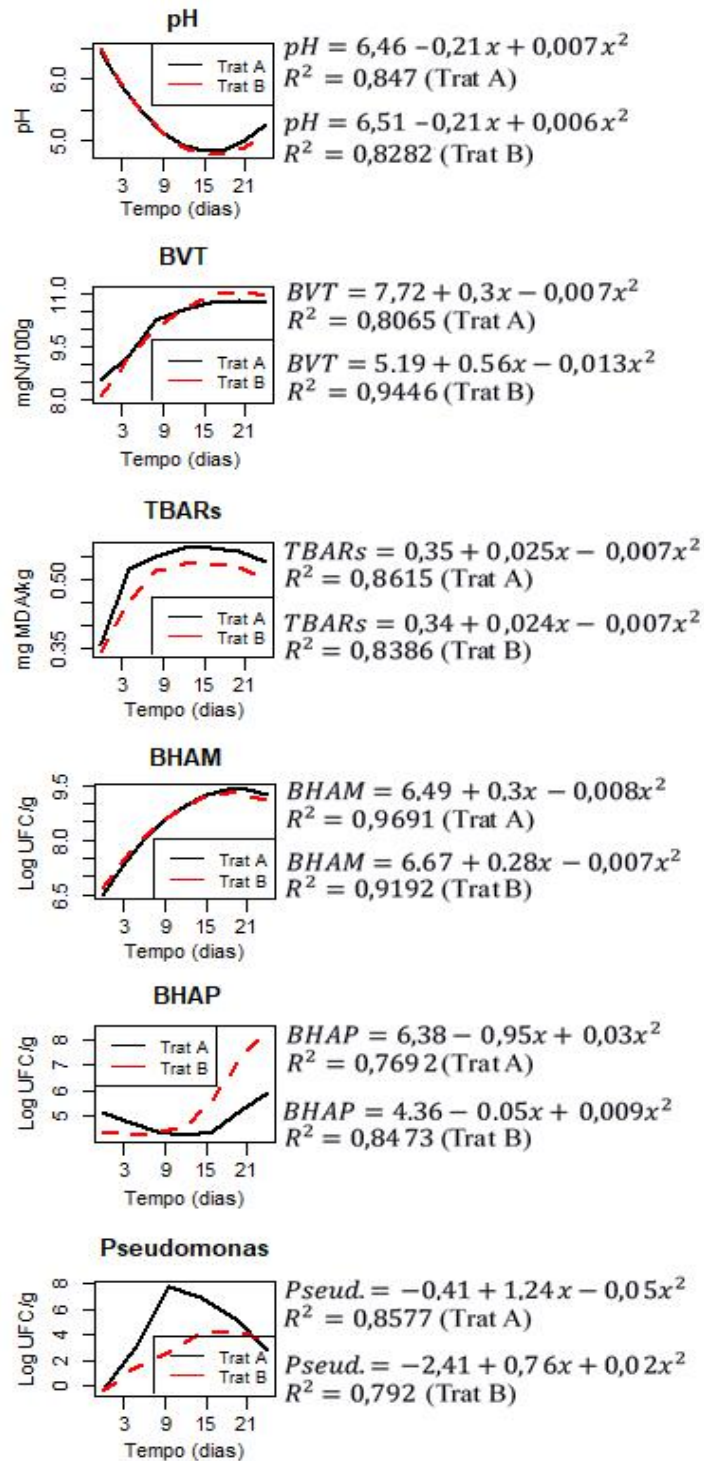 pH
6,0
5,0
pH
Trat A
Trat B
3 9 15 21
Tempo (dias)
pH = 6,46 −0,21x + 0,007x²
R² = 0,847 (Trat A)
pH = 6,51 −0,21x + 0,006x²
R² = 0,8282 (Trat B)
BVT
11.0
9.5
8.0
mgN/100g
Trat A
Trat B
3 9 15 21
Tempo (dias)
BVT = 7,72 + 0,3x − 0,007x²
R² = 0,8065 (Trat A)
BVT = 5.19 + 0.56x − 0,013x²
R² = 0,9446 (Trat B)
TBARs
0.50
0.35
mg MDA/kg
Trat A
Trat B
3 9 15 21
Tempo (dias)
TBARs = 0,35 + 0,025x − 0,007x²
R² = 0,8615 (Trat A)
TBARs = 0,34 + 0,024x − 0,007x²
R² = 0,8386 (Trat B)
BHAM
9.5
8.0
6.5
Log UFC/g
Trat A
Trat B
3 9 15 21
Tempo (dias)
BHAM = 6,49 + 0,3x − 0,008x²
R² = 0,9691 (Trat A)
BHAM = 6.67 + 0.28x − 0,007x²
R² = 0,9192 (Trat B)
BHAP
8
7
6
5
Log UFC/g
Trat A
Trat B
3 9 15 21
Tempo (dias)
BHAP = 6,38 − 0,95x + 0,03x²
R² = 0,7692 (Trat A)
BHAP = 4.36 − 0.05x + 0,009x²
R² = 0,8473 (Trat B)
Pseudomonas
8
6
4
2
0
Log UFC/g
Trat A
Trat B
3 9 15 21
Tempo (dias)
Pseud. = −0,41 + 1,24x − 0,05x²
R² = 0,8577 (Trat A)
Pseud. = −2,41 + 0,76x + 0,02x²
R² = 0,792 (Trat B)